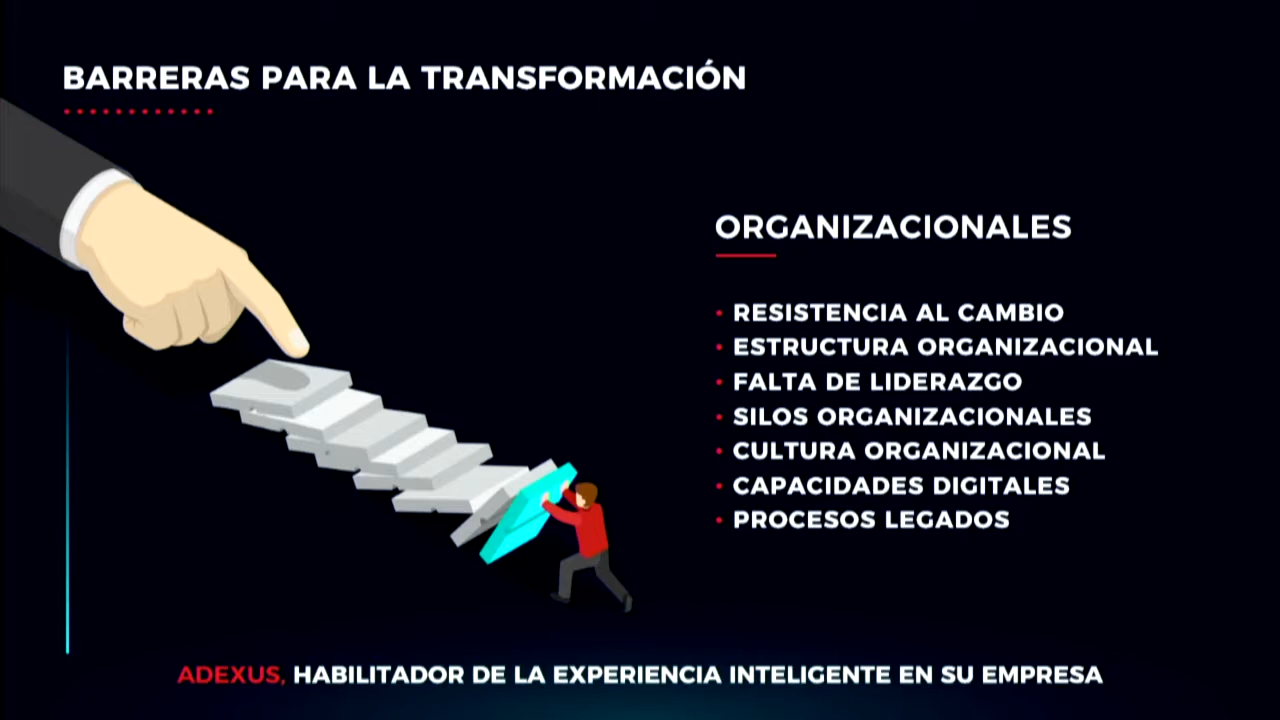 BARRERAS PARA LA TRANSFORMACIÓN
ORGANIZACIONALES
• RESISTENCIA AL CAMBIO
• ESTRUCTURA ORGANIZACIONAL
• FALTA DE LIDERAZGO
• SILOS ORGANIZACIONALES
• CULTURA ORGANIZACIONAL
• CAPACIDADES DIGITALES
• PROCESOS LEGADOS
ADEXUS, HABILITADOR DE LA EXPERIENCIA INTELIGENTE EN SU EMPRESA